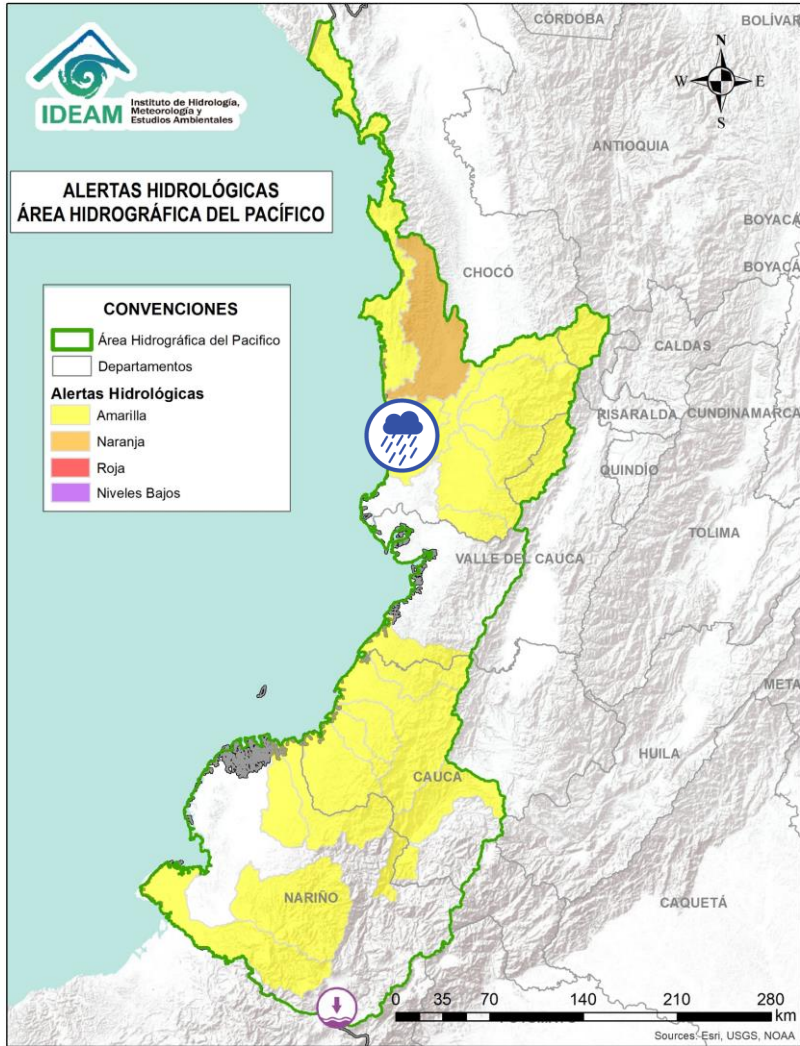 IDEAM
Instituto de Hidrología,
Meteorología y
Estudios Ambientales
ALERTAS HIDROLÓGICAS
ÁREA HIDROGRÁFICA DEL PACÍFICO
CONVENCIONES
Área Hidrográfica del Pacífico
Departamentos
Alertas Hidrológicas
Amarilla
Naranja
Roja
Niveles Bajos
N
W
E
S
CÓRDOBA
BOLÍVAR
ANTIOQUIA
BOYACÁ
CHOCÓ
BOYACÁ
CALDAS
RISARALDA
CUNDINAMARCA
QUINDÍO
TOLIMA
VALLE DEL CAUCA
META
HUILA
CAUCA
NARIÑO
CAQUETÁ
0 35 70 140 210 280
km
Sources: Esri, USGS, NOAA